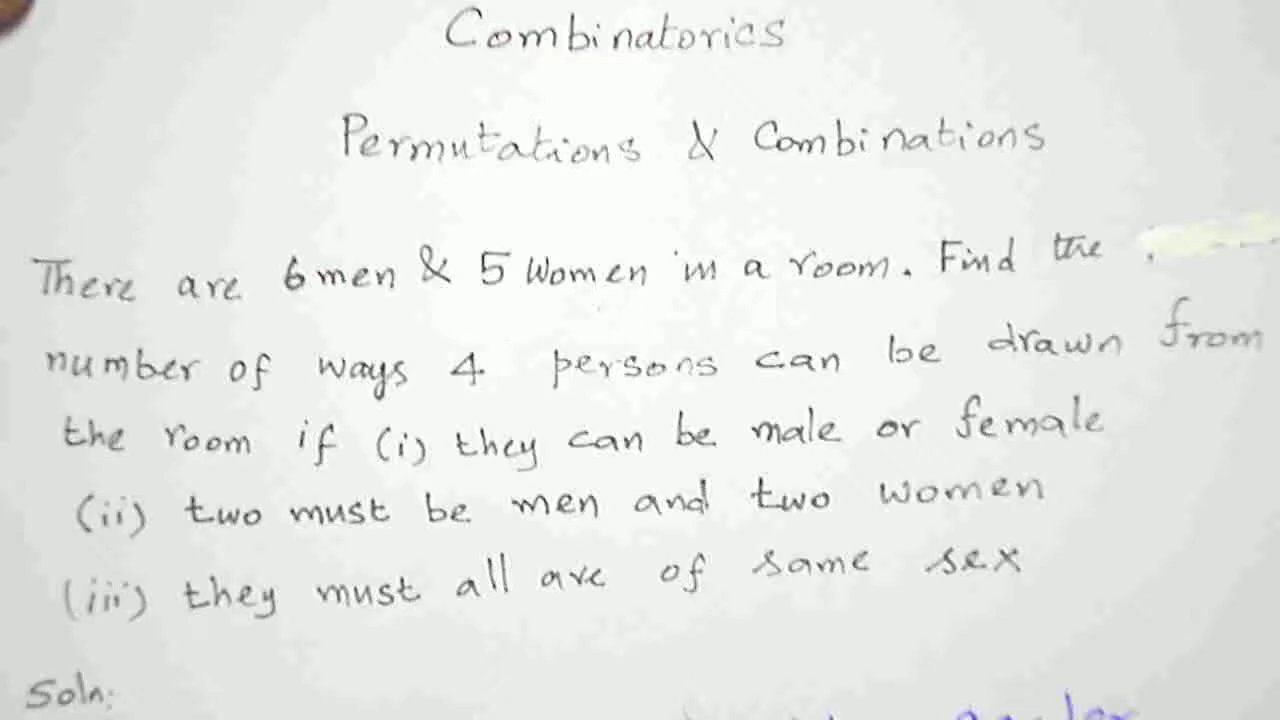 Combinatorics
Permutations & Combinations
There are 6 men & 5 women in a room. Find the
number of ways 4 persons can be drawn from
the room if (i) they can be male or female
(ii) two must be men and two women
(iii) they must all are of same sex
Soln: